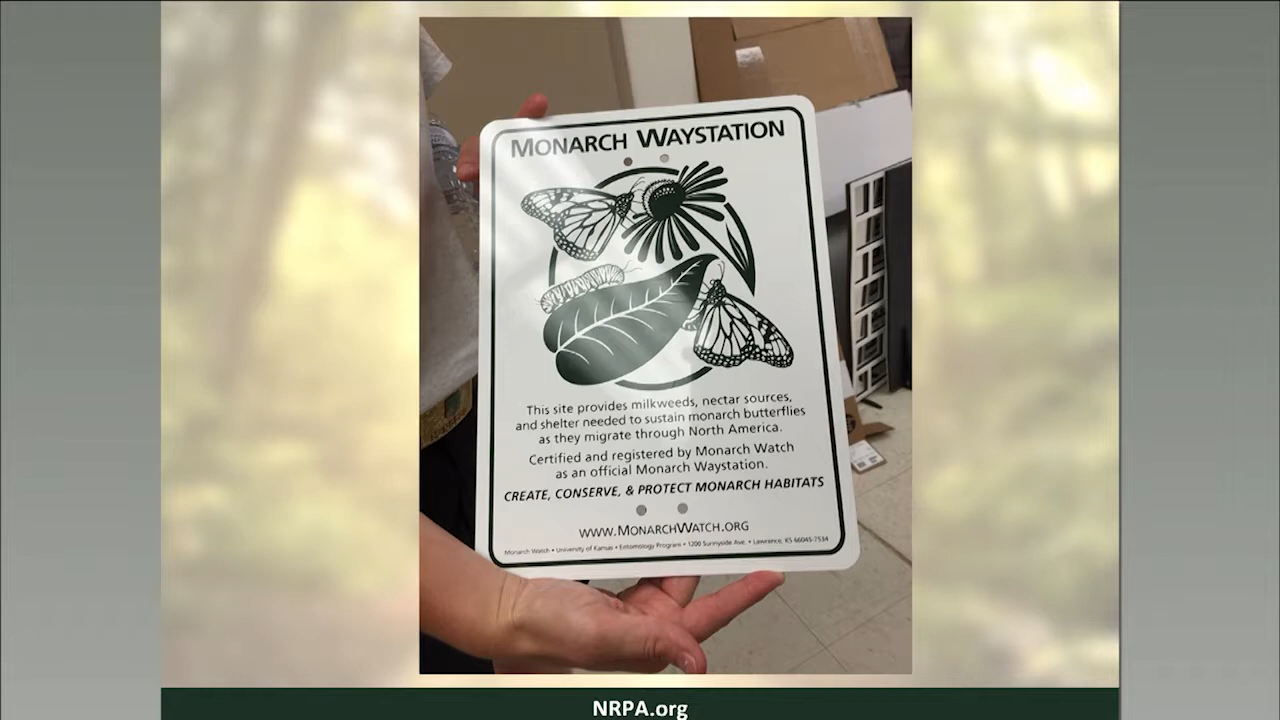 MONARCH WAYSTATION
This site provides milkweeds, nectar sources,
and shelter needed to sustain monarch butterflies
as they migrate through North America.
Certified and registered by Monarch Watch
as an official Monarch Waystation.
CREATE, CONSERVE, & PROTECT MONARCH HABITATS
WWW.MONARCHWATCH.ORG
Monarch Watch • University of Kansas • Entomology Program • 1200 Sunnyside Ave. • Lawrence, KS 66045-7534
NRPA.org